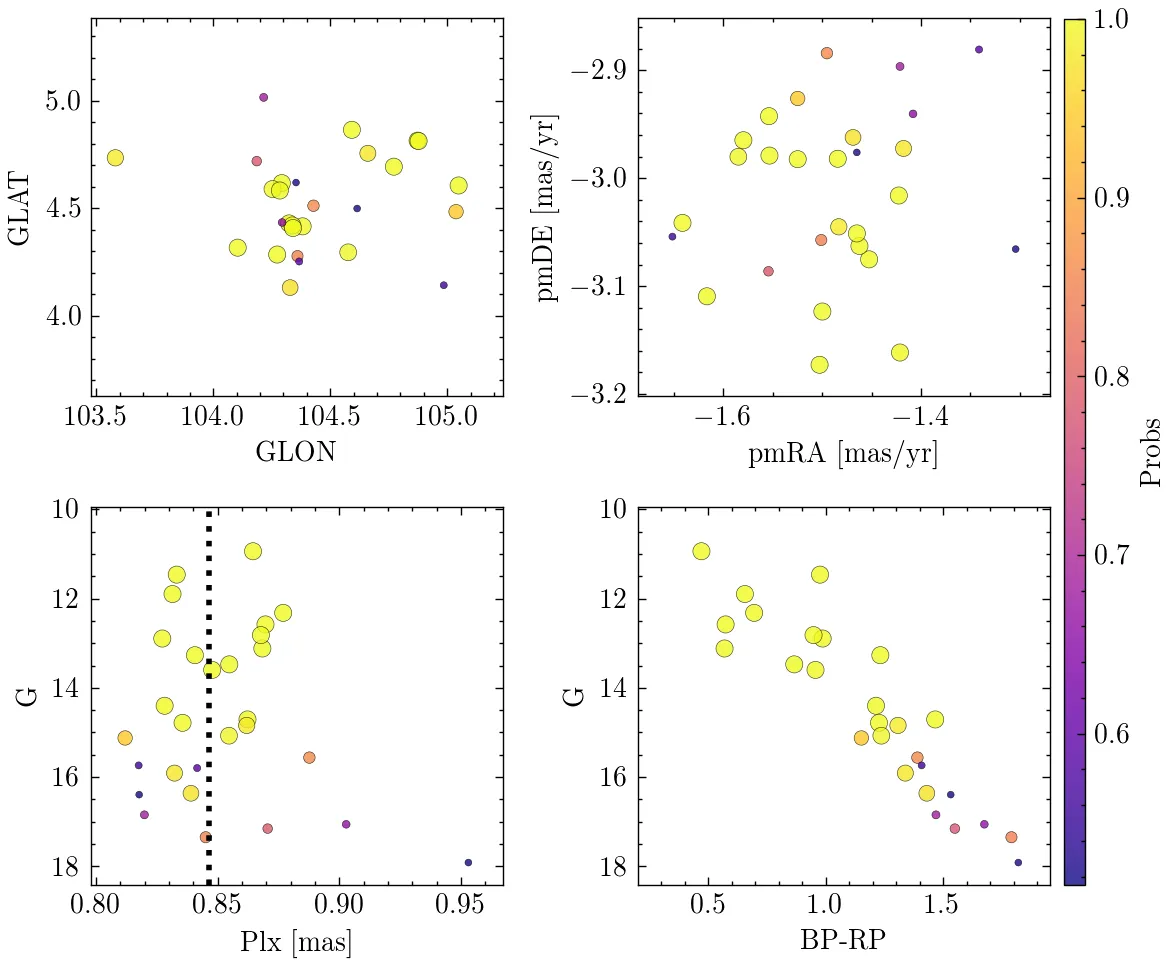 5.0
4.5
4.0
GLAT
103.5 104.0 104.5 105.0
GLON
−2.9
−3.0
−3.1
−3.2
pmDE [mas/yr]
−1.6 −1.4
pmRA [mas/yr]
10
12
14
16
18
G
0.80 0.85 0.90 0.95
Plx [mas]
10
12
14
16
18
G
0.5 1.0 1.5
BP-RP
1.0
0.9
0.8
0.7
0.6
Probs